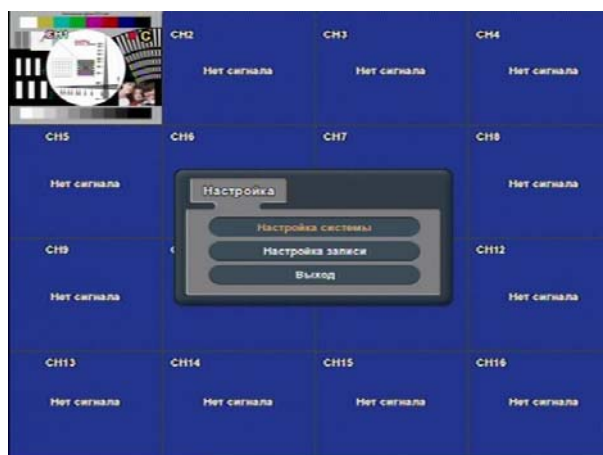 CH1
C
CH2
CH3
CH4
Нет сигнала
Нет сигнала
Нет сигнала
CH5
CH6
CH7
CH8
Нет сигнала
Нет сигнала
Настройка
Настройка системы
Настройка записи
Выход
CH9
CH12
Нет сигнала
Нет сигнала
CH13
CH14
CH15
CH16
Нет сигнала
Нет сигнала
Нет сигнала
Нет сигнала